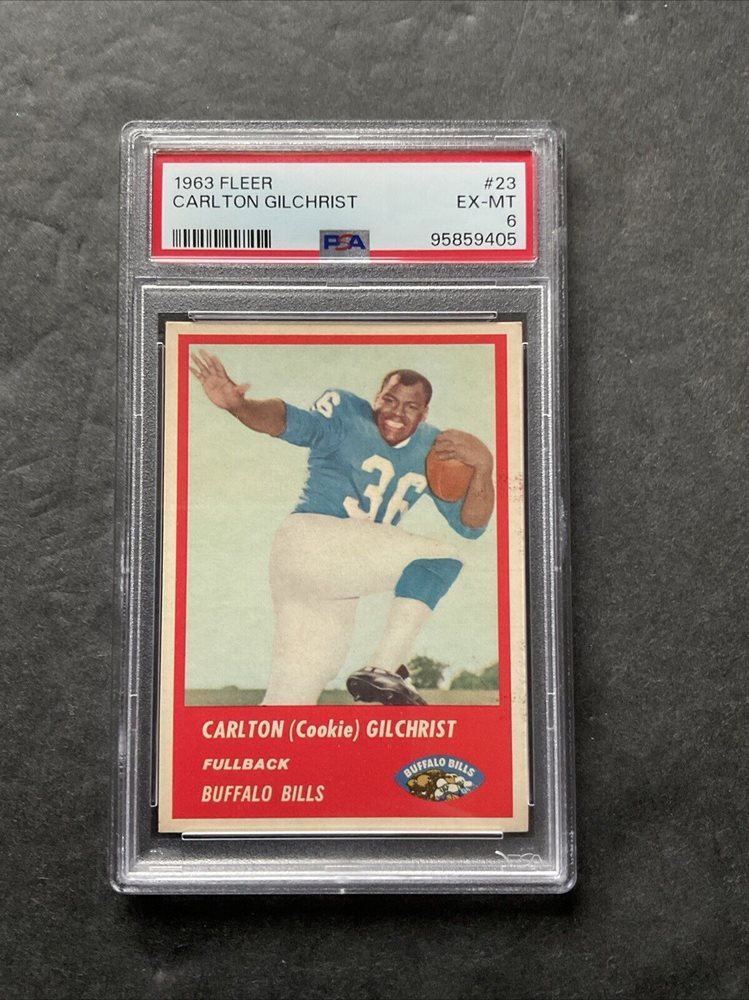 1963 FLEER #23
CARLTON GILCHRIST EX-MT
6
PSA 95859405
36
36
CARLTON (Cookie) GILCHRIST
FULLBACK
BUFFALO BILLS
BUFFALO BILLS